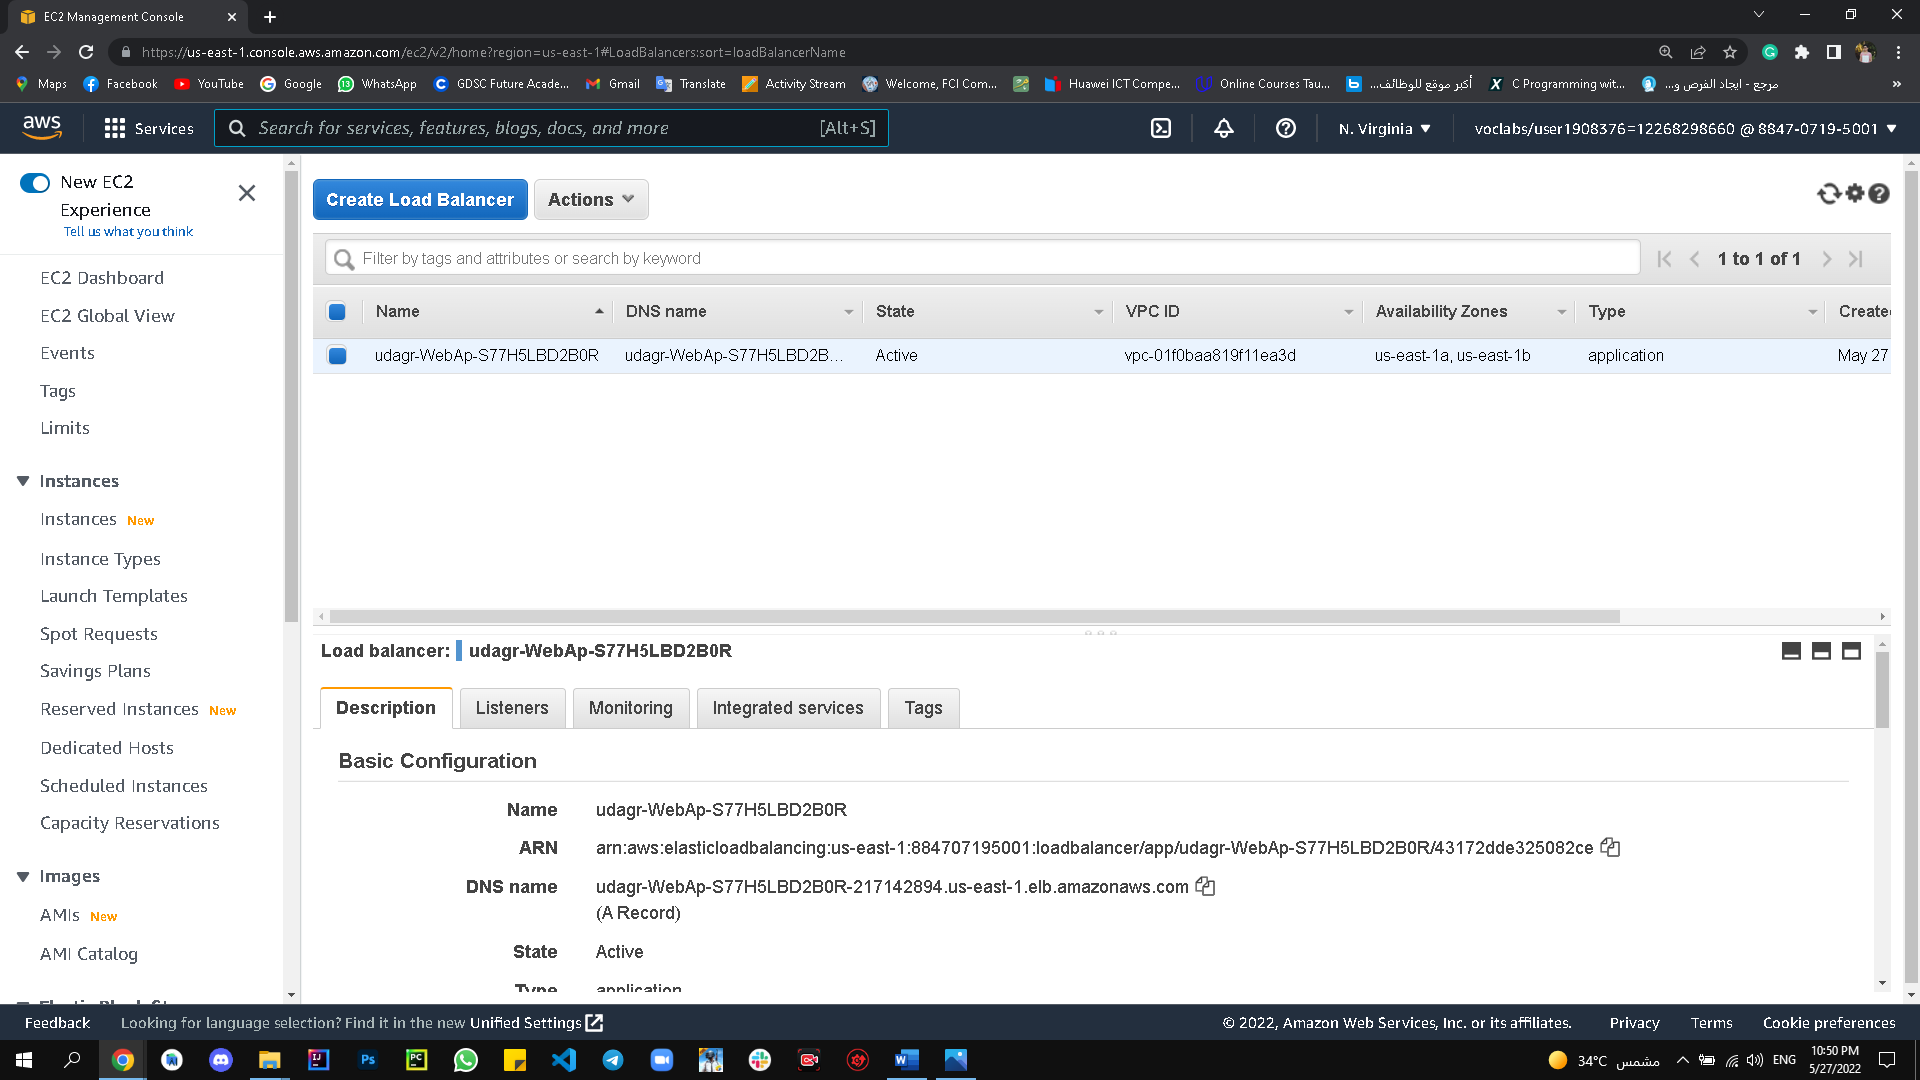 EC2 Management Console
https://us-east-1.console.aws.amazon.com/ec2/v2/home?region=us-east-1#LoadBalancers:sort=loadBalancerName
Maps Facebook YouTube Google WhatsApp GDSC Future Acade... Gmail Translate Activity Stream Welcome, FCI Com... Huawei ICT Compe... Online Courses Tau... أكبر موقع للوظائف... C Programming wit... مرجع - ايجاد الفرص و... »
aws Services Search for services, features, blogs, docs, and more [Alt+S] N. Virginia voclabs/user1908376=12268298660 @ 8847-0719-5001
New EC2
Experience
Tell us what you think
EC2 Dashboard
EC2 Global View
Events
Tags
Limits
Instances
Instances New
Instance Types
Launch Templates
Spot Requests
Savings Plans
Reserved Instances New
Dedicated Hosts
Scheduled Instances
Capacity Reservations
Images
AMIs New
AMI Catalog
Create Load Balancer Actions
Filter by tags and attributes or search by keyword 1 to 1 of 1
Name DNS name State VPC ID Availability Zones Type Create
udagr-WebAp-S77H5LBD2B0R udagr-WebAp-S77H5LBD2B... Active vpc-01f0baa819f11ea3d us-east-1a, us-east-1b application May 27
Load balancer: udagr-WebAp-S77H5LBD2B0R
Description Listeners Monitoring Integrated services Tags
Basic Configuration
Name udagr-WebAp-S77H5LBD2B0R
ARN arn:aws:elasticloadbalancing:us-east-1:884707195001:loadbalancer/app/udagr-WebAp-S77H5LBD2B0R/43172dde325082ce
DNS name udagr-WebAp-S77H5LBD2B0R-217142894.us-east-1.elb.amazonaws.com
(A Record)
State Active
Type application
Feedback Looking for language selection? Find it in the new Unified Settings © 2022, Amazon Web Services, Inc. or its affiliates. Privacy Terms Cookie preferences
34°C مشمس ENG 10:50 PM
5/27/2022